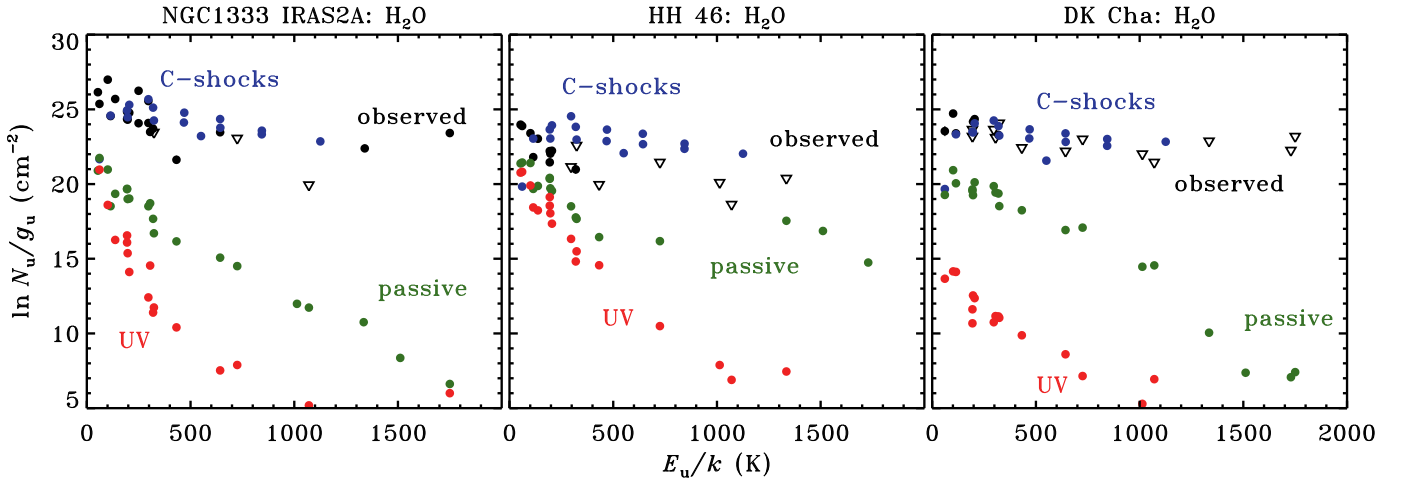 NGC1333 IRAS2A: H₂O
HH 46: H₂O
DK Cha: H₂O
ln Nᵤ/gᵤ (cm⁻²)
30
25
20
15
10
5
C-shocks
observed
passive
UV
C-shocks
observed
passive
UV
C-shocks
observed
passive
UV
0 500 1000 1500
0 500 1000 1500
0 500 1000 1500 2000
Eᵤ/k (K)